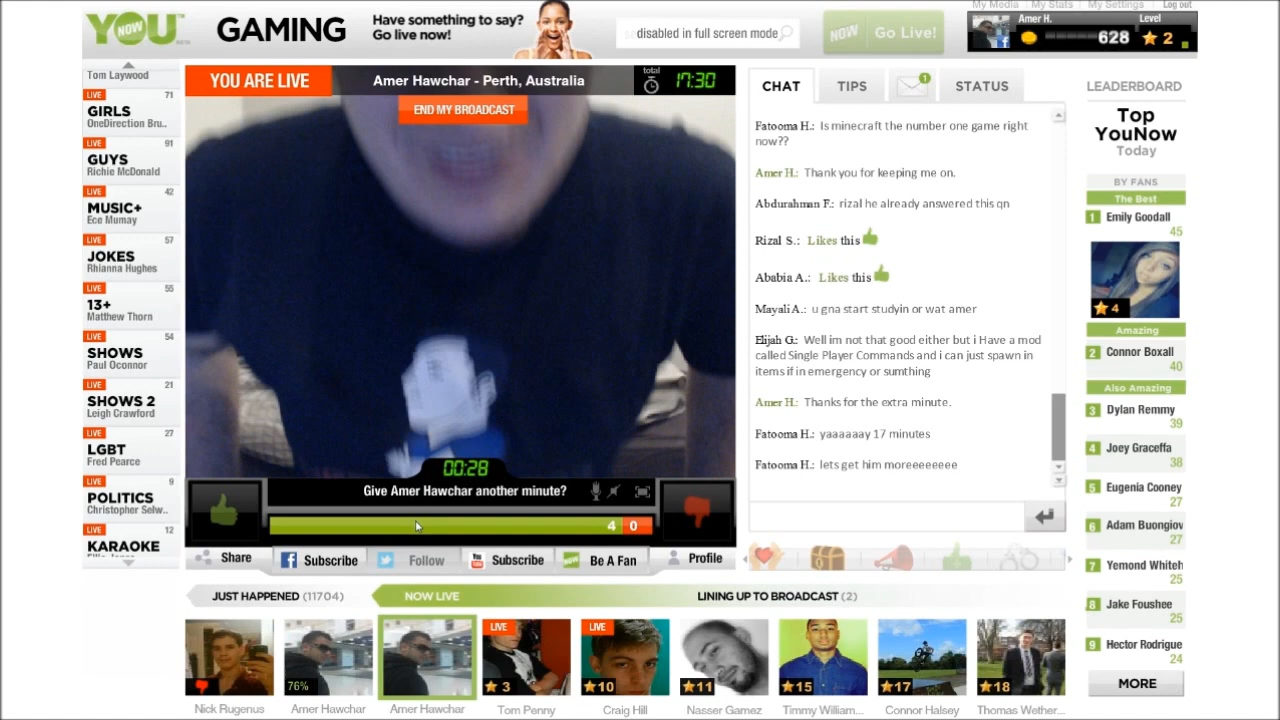 YOU NOW BETA
GAMING
Have something to say?
Go live now!
disabled in full screen mode
NOW Go Live!
My Media My Stats My Settings Log out
Amer H. Level
628 2
Tom Laywood
LIVE 71
GIRLS
OneDirection Bru..
LIVE 91
GUYS
Richie McDonald
LIVE 42
MUSIC+
Ece Mumay
LIVE 57
JOKES
Rhianna Hughes
LIVE 55
13+
Matthew Thorn
LIVE 54
SHOWS
Paul Oconnor
LIVE 21
SHOWS 2
Leigh Crawford
LIVE 27
LGBT
Fred Pearce
LIVE 9
POLITICS
Christopher Selw..
LIVE 12
KARAOKE
YOU ARE LIVE
Amer Hawchar - Perth, Australia
total 17:30
END MY BROADCAST
00:28
Give Amer Hawchar another minute?
4 0
Share
Subscribe
Follow
You Tube Subscribe
NOW Be A Fan
Profile
CHAT TIPS 1 STATUS
Fatooma H.: Is minecraft the number one game right
now??
Amer H.: Thank you for keeping me on.
Abdurahman F.: rizal he already answered this qn
Rizal S.: Likes this
Ababia A.: Likes this
Mayali A.: u gna start studyin or wat amer
Elijah G.: Well im not that good either but i Have a mod
called Single Player Commands and i can just spawn in
items if in emergency or sumthing
Amer H.: Thanks for the extra minute.
Fatooma H.: yaaaaaay 17 minutes
Fatooma H.: lets get him moreeeeeeee
LEADERBOARD
Top
YouNow
Today
BY FANS
The Best
1 Emily Goodall
45
4
Amazing
2 Connor Boxall
40
Also Amazing
3 Dylan Remmy
39
4 Joey Graceffa
38
5 Eugenia Cooney
27
6 Adam Buongiov
27
7 Yemond Whiteh
25
8 Jake Foushee
25
9 Hector Rodrigue
24
MORE
JUST HAPPENED (11704)
NOW LIVE
LINING UP TO BROADCAST (2)
76%
LIVE 3
LIVE 10
11
15
17
18
Nick Rugenus
Amer Hawchar
Amer Hawchar
Tom Penny
Craig Hill
Nasser Gamez
Timmy William...
Connor Halsey
Thomas Wether...